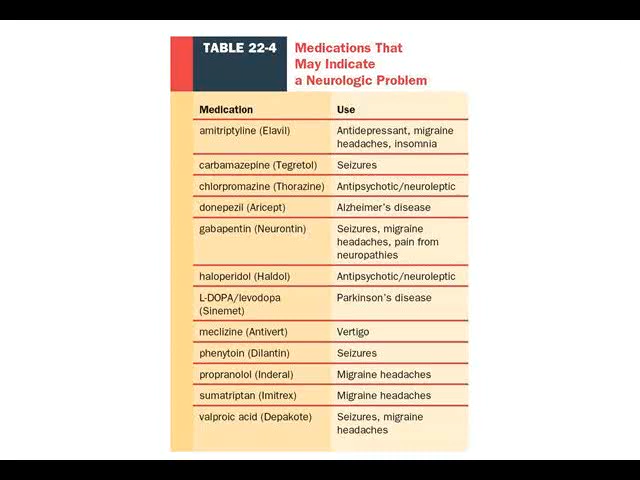 TABLE 22-4
Medications That
May Indicate
a Neurologic Problem
Medication Use
amitriptyline (Elavil) Antidepressant, migraine
headaches, insomnia
carbamazepine (Tegretol) Seizures
chlorpromazine (Thorazine) Antipsychotic/neuroleptic
donepezil (Aricept) Alzheimer's disease
gabapentin (Neurontin) Seizures, migraine
headaches, pain from
neuropathies
haloperidol (Haldol) Antipsychotic/neuroleptic
L-DOPA/levodopa Parkinson's disease
(Sinemet)
meclizine (Antivert) Vertigo
phenytoin (Dilantin) Seizures
propranolol (Inderal) Migraine headaches
sumatriptan (Imitrex) Migraine headaches
valproic acid (Depakote) Seizures, migraine
headaches